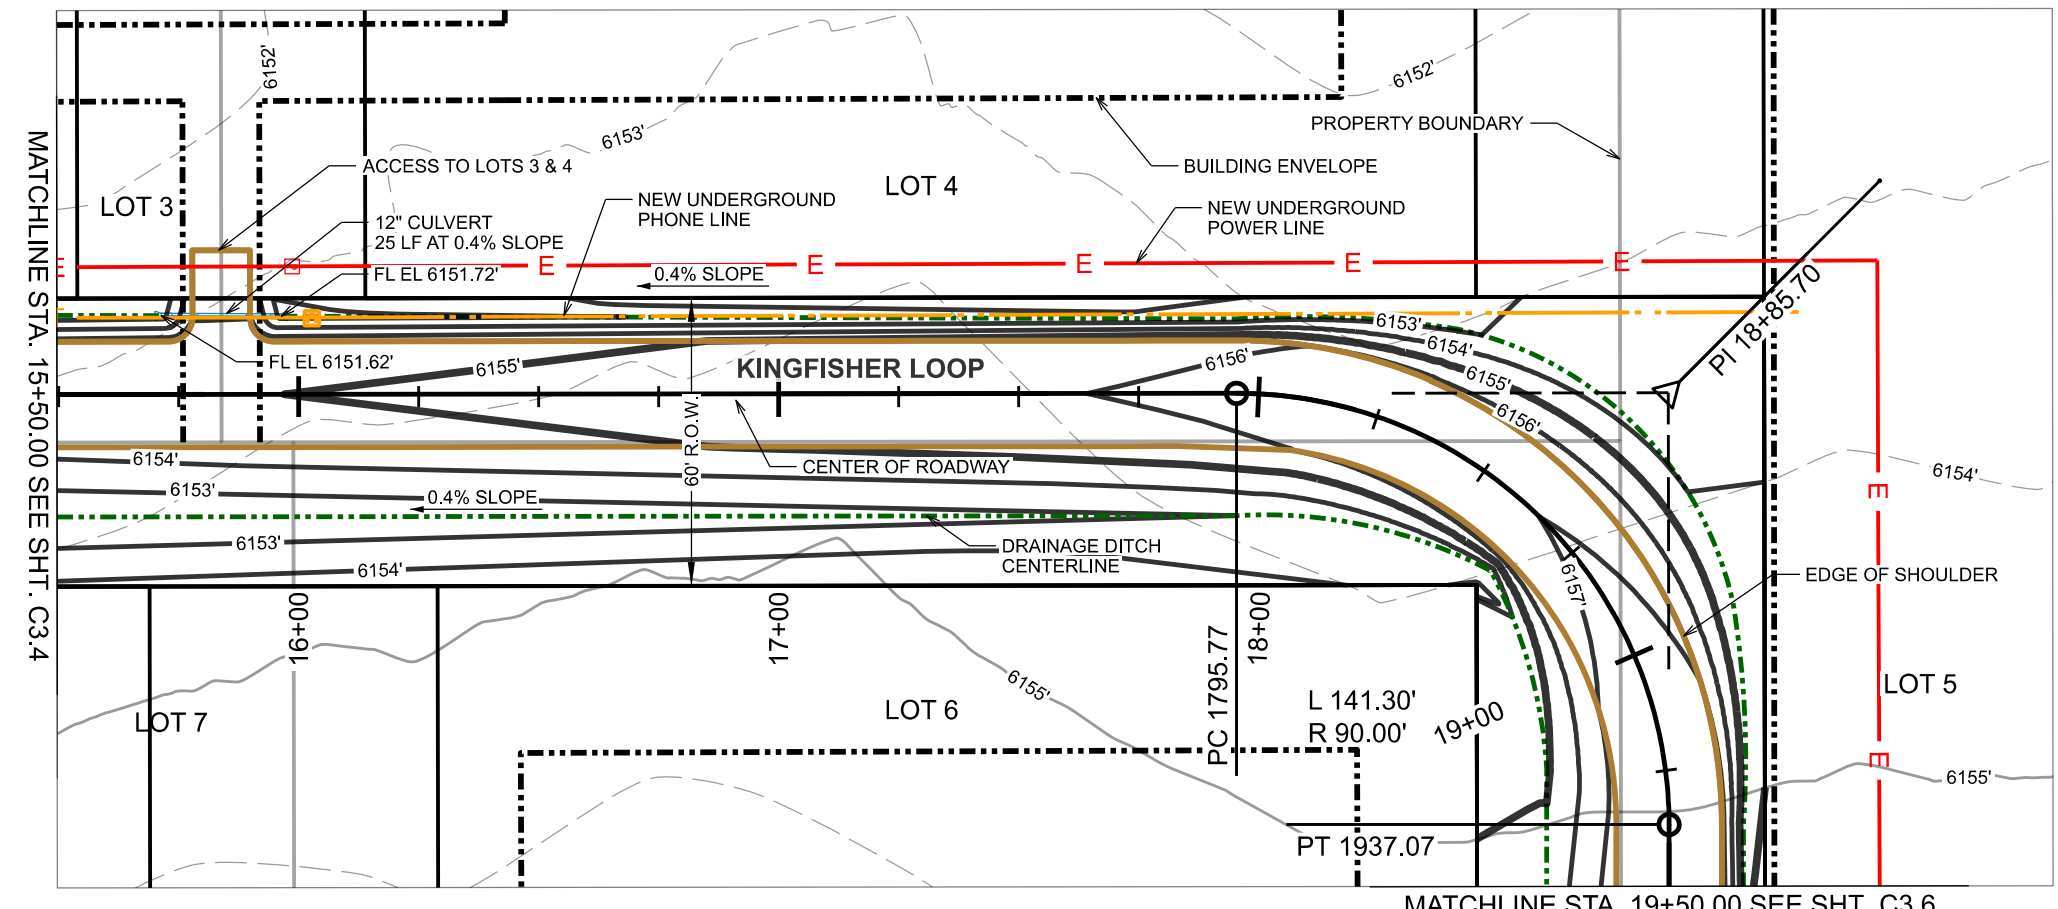 6152'
6152'
PROPERTY BOUNDARY
6153'
ACCESS TO LOTS 3 & 4
BUILDING ENVELOPE
LOT 3
LOT 4
NEW UNDERGROUND
PHONE LINE
NEW UNDERGROUND
POWER LINE
12" CULVERT
25 LF AT 0.4% SLOPE
FL EL 6151.72'
0.4% SLOPE
E
E
E
E
E
E
E
E
PI 18+85.70
MATCHLINE STA. 15+50.00 SEE SHT. C3.4
FL EL 6151.62'
6155'
KINGFISHER LOOP
6153'
6154'
6156'
6155'
6156'
60' R.O.W.
CENTER OF ROADWAY
6154'
6153'
0.4% SLOPE
6154'
6153'
6154'
DRAINAGE DITCH
CENTERLINE
6157'
EDGE OF SHOULDER
16+00
17+00
PC 1795.77
18+00
6155'
LOT 5
LOT 7
LOT 6
L 141.30'
R 90.00'
19+00
6155'
PT 1937.07
MATCHLINE STA. 19+50.00 SEE SHT. C3.6